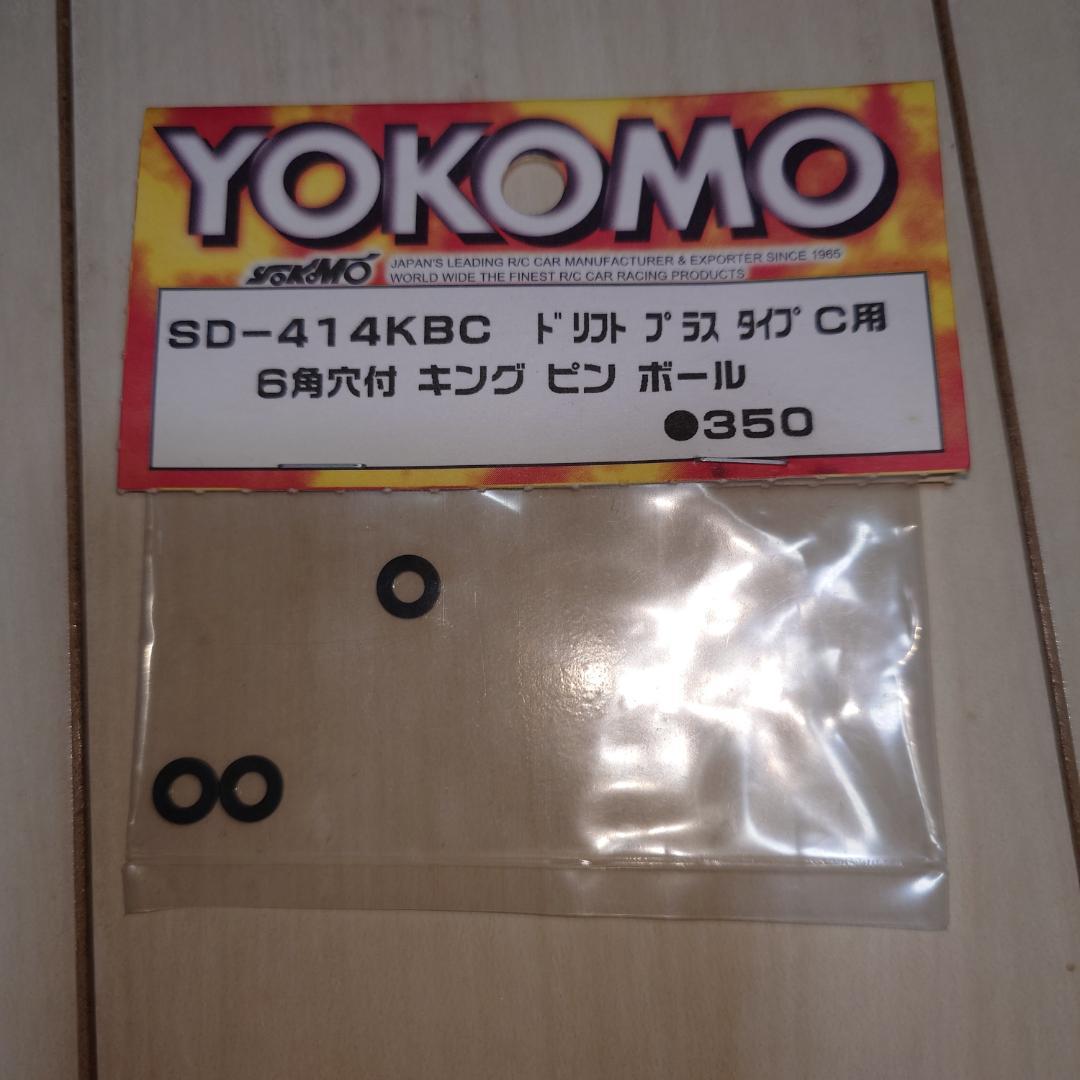 YOKOMO
YOKOMO
JAPAN'S LEADING R/C CAR MANUFACTURER & EXPORTER SINCE 1965
WORLD WIDE THE FINEST R/C CAR RACING PRODUCTS
SD-414KBC ﾄﾞﾘﾌﾄ ﾌﾟﾗｽ ﾀｲﾌﾟ C用
6角穴付 キング ピン ボール
●350